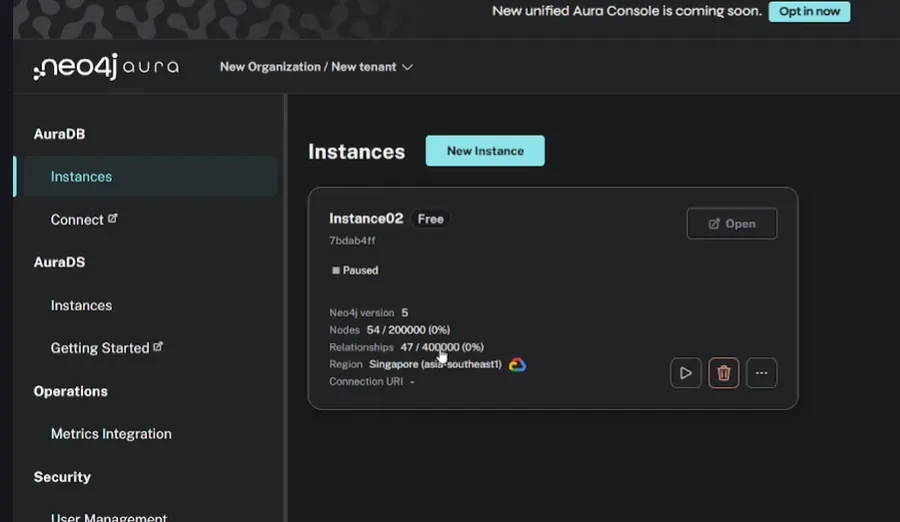 New unified Aura Console is coming soon. Opt in now
neo4j aura
New Organization / New tenant
AuraDB
Instances
Connect
AuraDS
Instances
Getting Started
Operations
Metrics Integration
Security
User Management
Instances
New Instance
Instance02 Free
Open
7bdab4ff
Paused
Neo4j version 5
Nodes 54 / 200000 (0%)
Relationships 47 / 400000 (0%)
Region Singapore (asia-southeast1)
Connection URI -